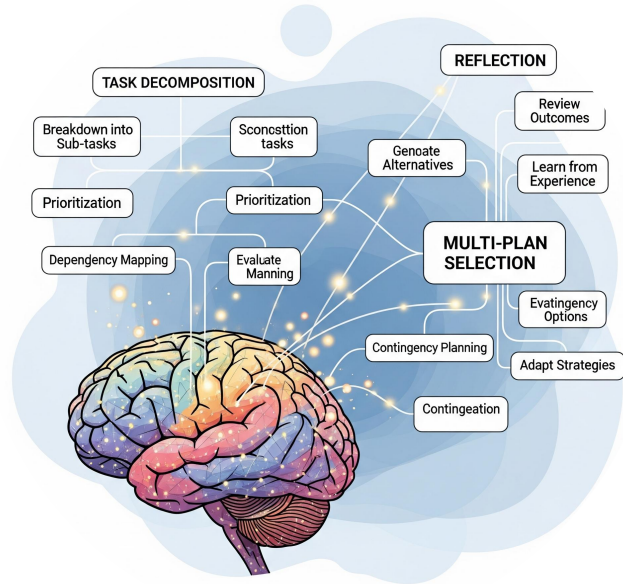 REFLECTION
TASK DECOMPOSITION
Review
Outcomes
Breakdown into
Sub-tasks
Sconcsttion
tasks
Genoate
Alternatives
Learn from
Experience
Prioritization
Prioritization
MULTI-PLAN
SELECTION
Dependency Mapping
Evaluate
Manning
Evatingency
Options
Contingency Planning
Adapt Strategies
Contingeation